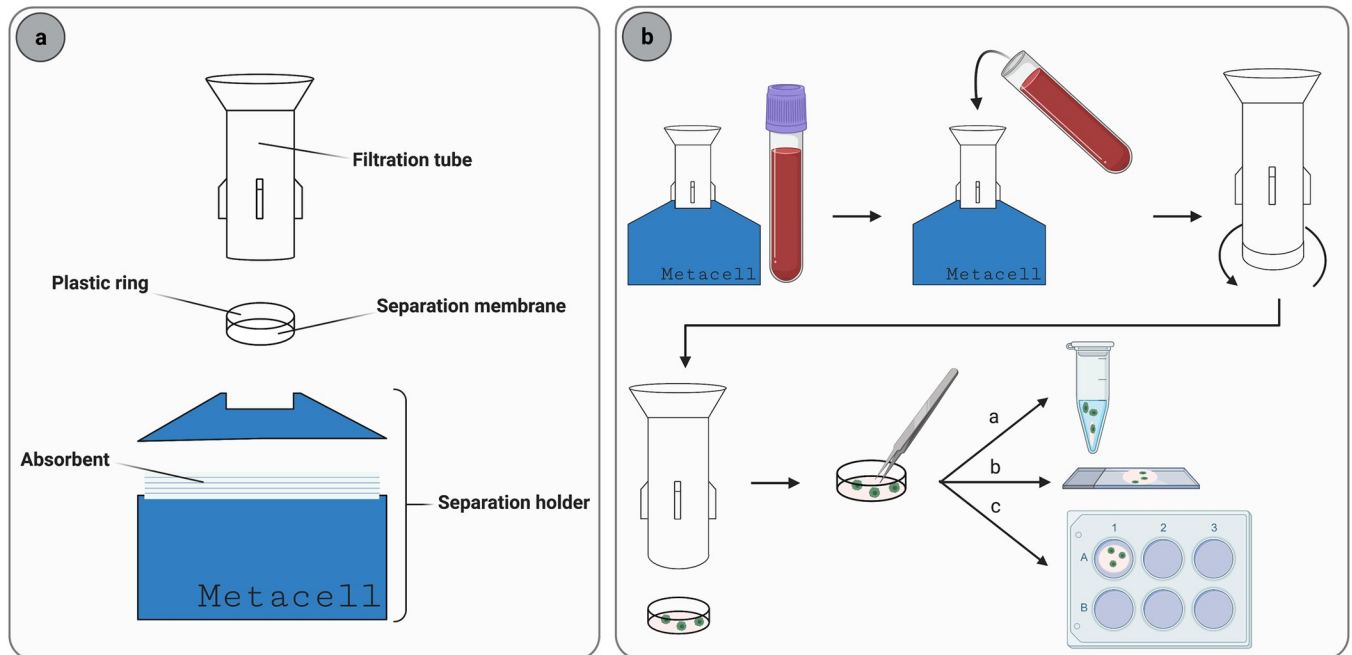 a
Filtration tube
Plastic ring
Separation membrane
Absorbent
Separation holder
Metacell
b
Metacell
Metacell
a
b
c
1 2 3
A
B